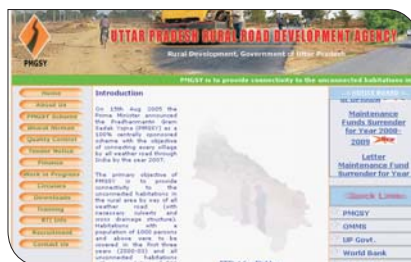 UTTAR PRADESH RURAL ROAD DEVELOPMENT AGENCY
Rural Development, Government of Uttar Pradesh
PMGSY
PMGSY is to provide connectivity to the unconnected habitations in
Home
About Us
PMGSY Scheme
Bharat Nirman
Quality Control
Tender Notice
Finance
Work in Progress
Literature
Downloads
Training
RTI Info
Recruitment
Contact Us
Introduction
On 15th Aug 2005 the
Prime Minister announced
the Pradhanmantri Gram
Sadak Yojna (PMGSY) as a
100% centrally sponsored
scheme with the objective
of connecting every village
by all weather road through
India by the year 2007.
The primary objective of
PMGSY is to provide
connectivity to the
unconnected habitations in
the rural area by way of all
weather road (with
necessary culverts and
cross drainage structure).
Habitations with a
population of 1000 persons
and above were to be
covered in the first three
years (2000-03) and all
unconnected habitations
Maintenance
Funds Surrender
for Year 2008-
2009
Letter
Maintenance Fund
Surrender for Year
Quick Links
PMGSY
OMMS
UP Govt.
World Bank